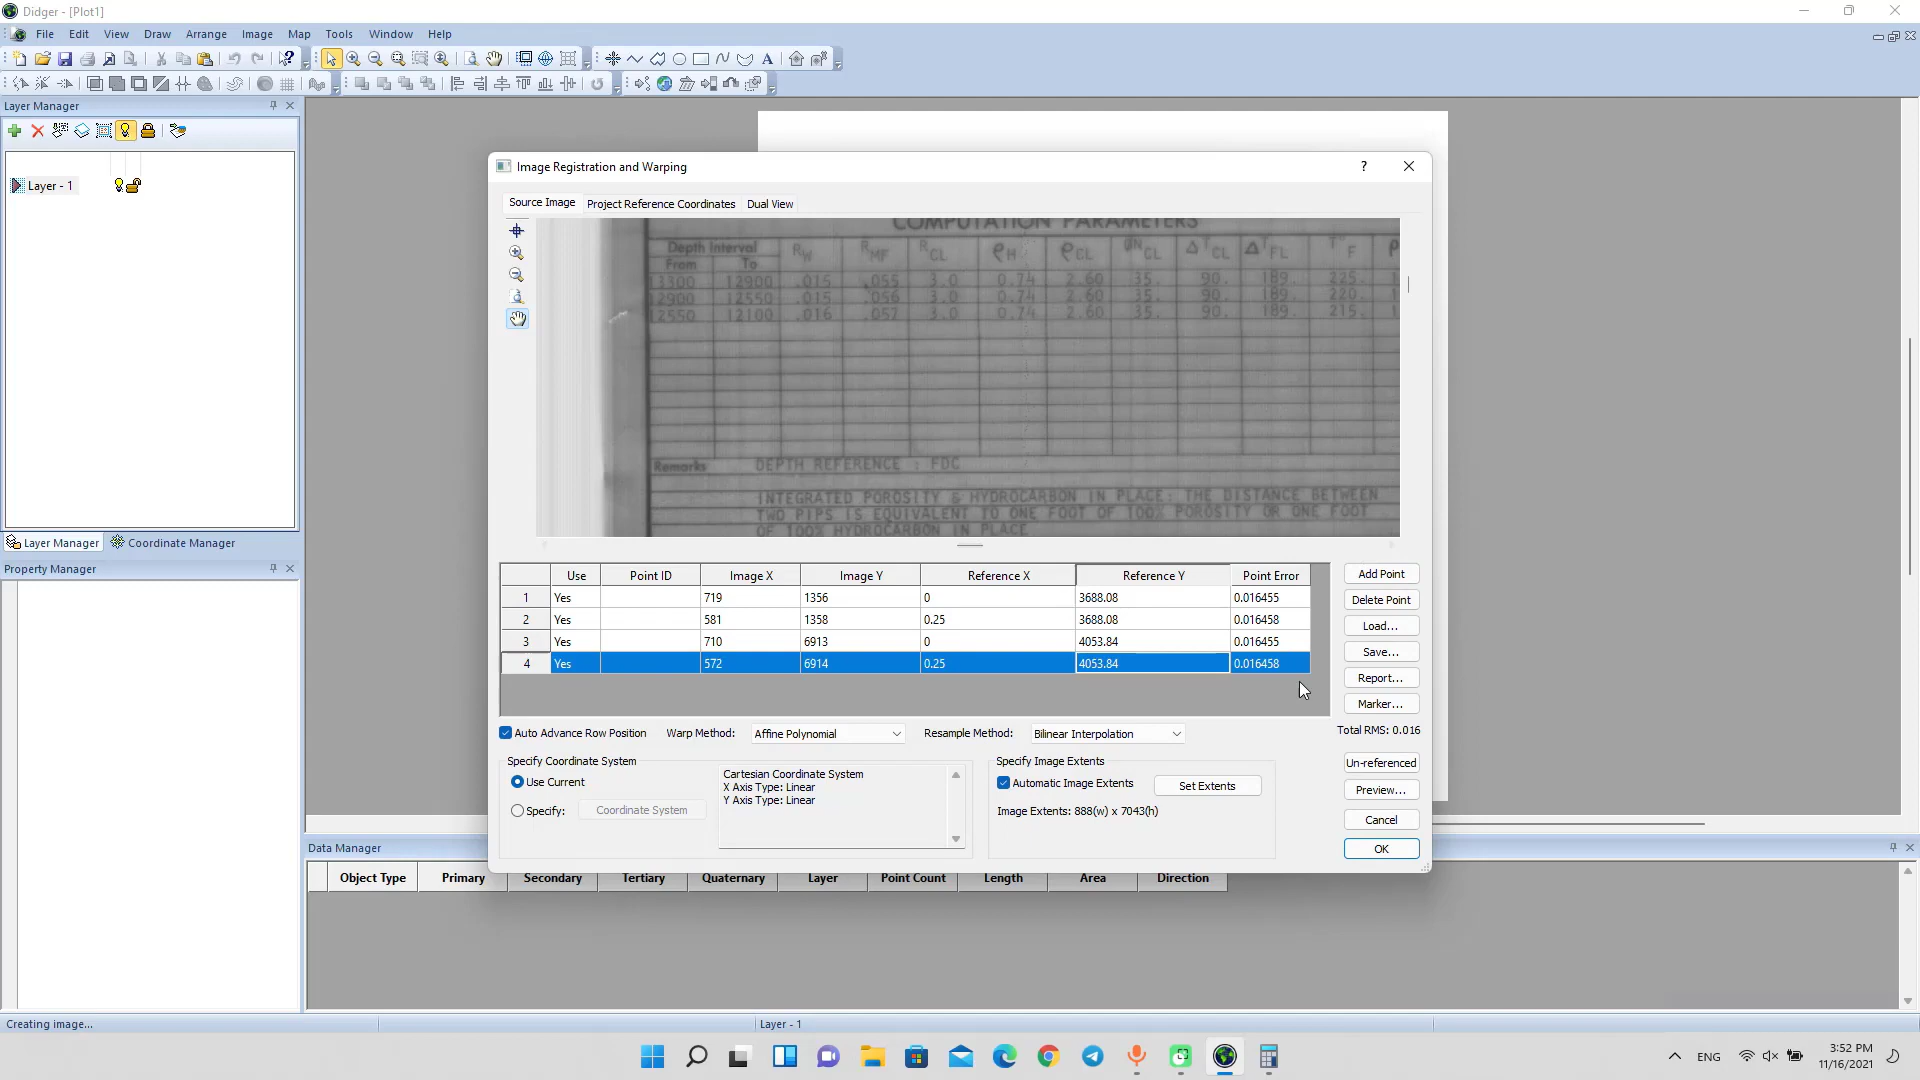 Didger - [Plot1]
File Edit View Draw Arrange Image Map Tools Window Help
Layer Manager
Layer - 1
Layer Manager Coordinate Manager
Property Manager
Image Registration and Warping
Source Image Project Reference Coordinates Dual View
COMPUTATION PARAMETERS
Depth Interval RW RMF RCL ρH ρCL ØNCL ΔTCL ΔTFL T°F
From To
13300 12900 .015 .055 3.0 0.74 2.60 35. 90. 189. 225. 1
12900 12550 .015 .056 3.0 0.74 2.60 35. 90. 189. 220. 1
12550 12100 .016 .057 3.0 0.74 2.60 35. 90. 189. 215. 1
Remarks DEPTH REFERENCE : FDC
INTEGRATED POROSITY & HYDROCARBON IN PLACE: THE DISTANCE BETWEEN
TWO PIPS IS EQUIVALENT TO ONE FOOT OF 100% POROSITY OR ONE FOOT
OF 100% HYDROCARBON IN PLACE
Use Point ID Image X Image Y Reference X Reference Y Point Error
1 Yes 719 1356 0 3688.08 0.016455
2 Yes 581 1358 0.25 3688.08 0.016458
3 Yes 710 6913 0 4053.84 0.016455
4 Yes 572 6914 0.25 4053.84 0.016458
Add Point
Delete Point
Load...
Save...
Report...
Marker...
Total RMS: 0.016
Un-referenced
Preview...
Cancel
OK
Auto Advance Row Position Warp Method: Affine Polynomial Resample Method: Bilinear Interpolation
Specify Coordinate System
Use Current
Specify: Coordinate System
Cartesian Coordinate System
X Axis Type: Linear
Y Axis Type: Linear
Specify Image Extents
Automatic Image Extents Set Extents
Image Extents: 888(w) x 7043(h)
Data Manager
Object Type Primary Secondary Tertiary Quaternary Layer Point Count Length Area Direction
Creating image... Layer - 1
ENG 3:52 PM
11/16/2021